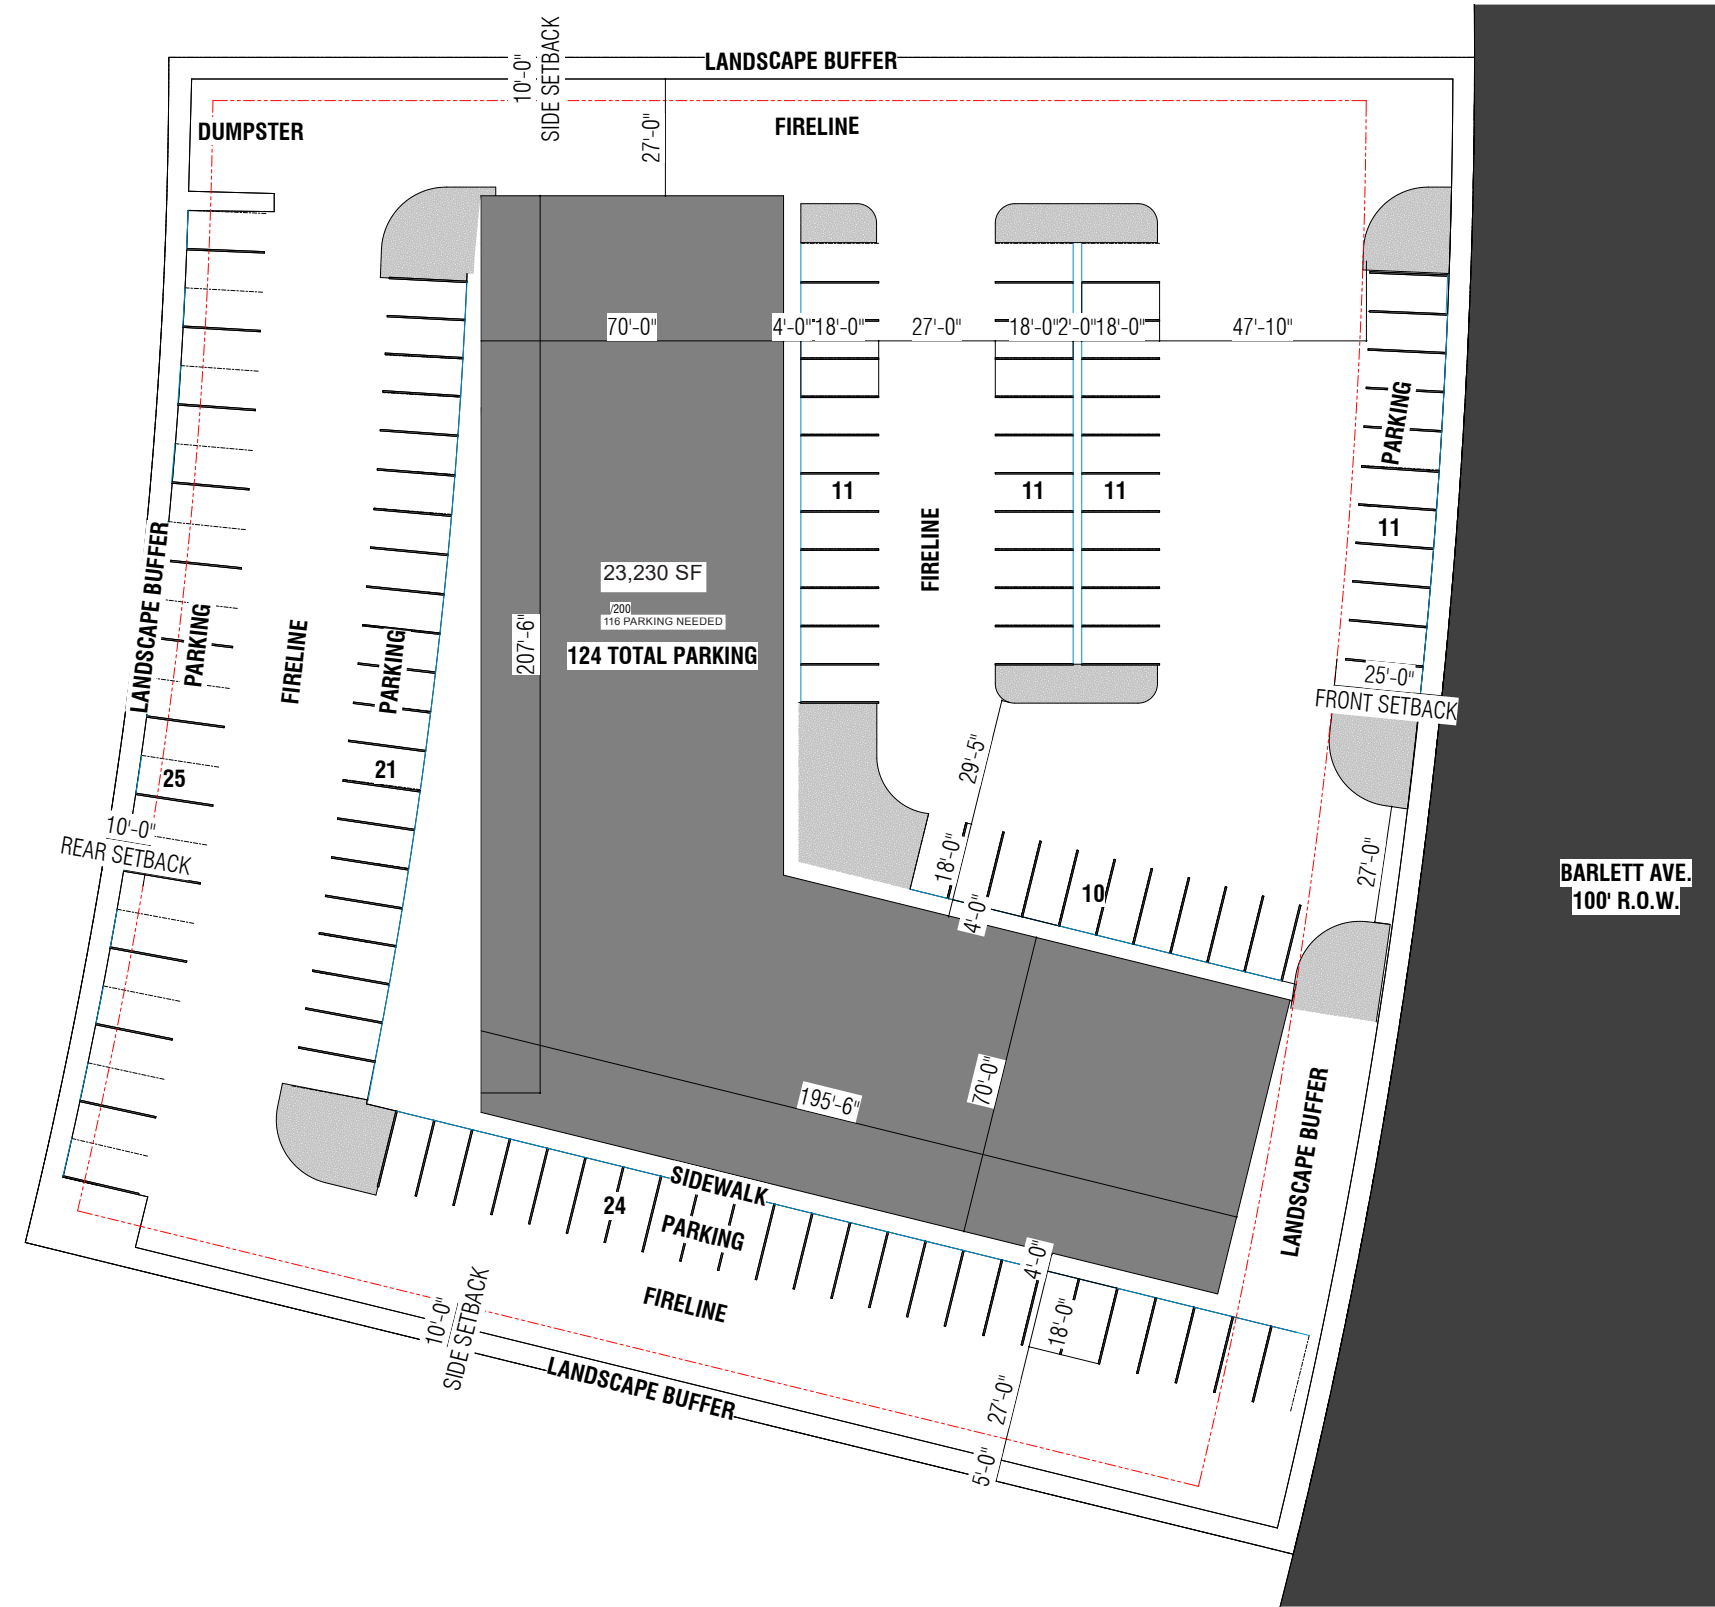 LANDSCAPE BUFFER
10'-0"
SIDE SETBACK
DUMPSTER
FIRELINE
27'-0"
70'-0"
4'-0"
18'-0"
27'-0"
18'-0"
2'-0"
18'-0"
47'-10"
PARKING
11
11
11
11
FIRELINE
LANDSCAPE BUFFER
PARKING
FIRELINE
PARKING
25
21
207'-6"
23,230 SF
/200
116 PARKING NEEDED
124 TOTAL PARKING
25'-0"
FRONT SETBACK
29'-5"
18'-0"
4'-0"
10
27'-0"
10'-0"
REAR SETBACK
BARLETT AVE.
100' R.O.W.
195'-6"
70'-0"
LANDSCAPE BUFFER
SIDEWALK
24
PARKING
FIRELINE
4'-0"
18'-0"
27'-0"
5'-0"
10'-0"
SIDE SETBACK
LANDSCAPE BUFFER